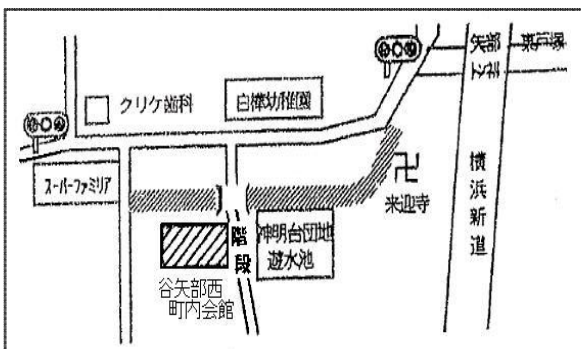 矢部
トンネル
東戸塚
クリケ歯科
白樺幼稚園
スーパーファミリア
来迎寺
横浜新道
階段
沖明台団地
遊水池
谷矢部西
町内会館